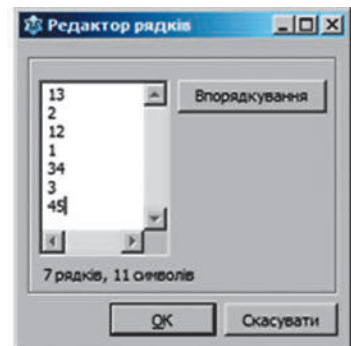 Редактор рядків
13
Впорядкування
2
12
1
34
3
45
7 рядків, 11 символів
OK
Скасувати